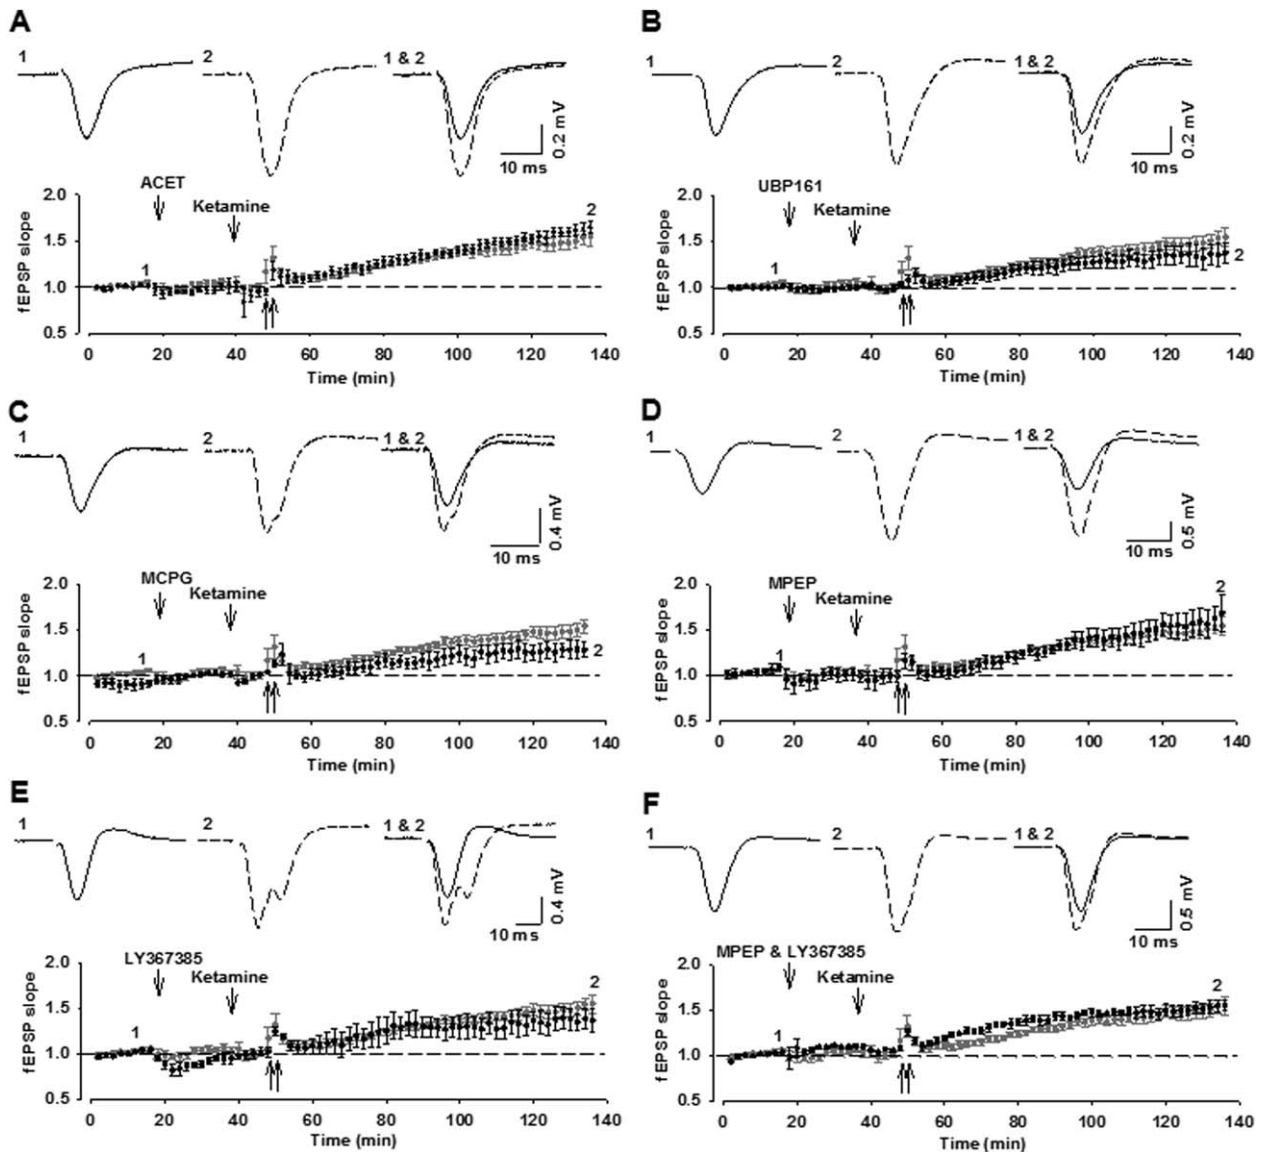 A
1
2
1 & 2
0.2 mV
10 ms
ACET
Ketamine
1
2
fEPSP slope
2.0
1.5
1.0
0.5
0 20 40 60 80 100 120 140
Time (min)
B
1
2
1 & 2
0.2 mV
10 ms
UBP161
Ketamine
1
2
fEPSP slope
2.0
1.5
1.0
0.5
0 20 40 60 80 100 120 140
Time (min)
C
1
2
1 & 2
0.4 mV
10 ms
MCPG
Ketamine
1
2
fEPSP slope
2.0
1.5
1.0
0.5
0 20 40 60 80 100 120 140
Time (min)
D
1
2
1 & 2
0.5 mV
10 ms
MPEP
Ketamine
1
2
fEPSP slope
2.0
1.5
1.0
0.5
0 20 40 60 80 100 120 140
Time (min)
E
1
2
1 & 2
0.4 mV
10 ms
LY367385
Ketamine
1
2
fEPSP slope
2.0
1.5
1.0
0.5
0 20 40 60 80 100 120 140
Time (min)
F
1
2
1 & 2
0.5 mV
10 ms
MPEP & LY367385
Ketamine
1
2
fEPSP slope
2.0
1.5
1.0
0.5
0 20 40 60 80 100 120 140
Time (min)